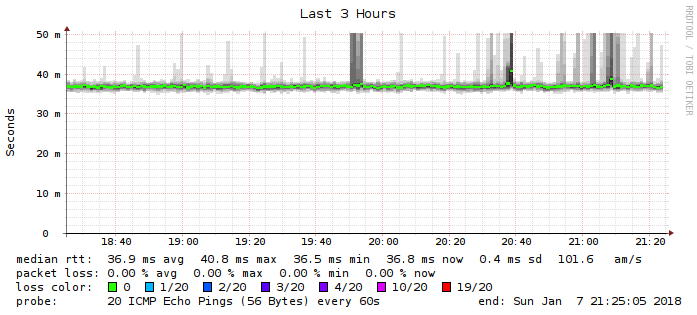 Last 3 Hours
RRDTOOL / TOBI OETIKER
Seconds
50 m
40 m
30 m
20 m
10 m
0
18:40 19:00 19:20 19:40 20:00 20:20 20:40 21:00 21:20
median rtt: 36.9 ms avg 40.8 ms max 36.5 ms min 36.8 ms now 0.4 ms sd 101.6 am/s
packet loss: 0.00 % avg 0.00 % max 0.00 % min 0.00 % now
loss color: 0 1/20 2/20 3/20 4/20 10/20 19/20
probe: 20 ICMP Echo Pings (56 Bytes) every 60s end: Sun Jan 7 21:25:05 2018